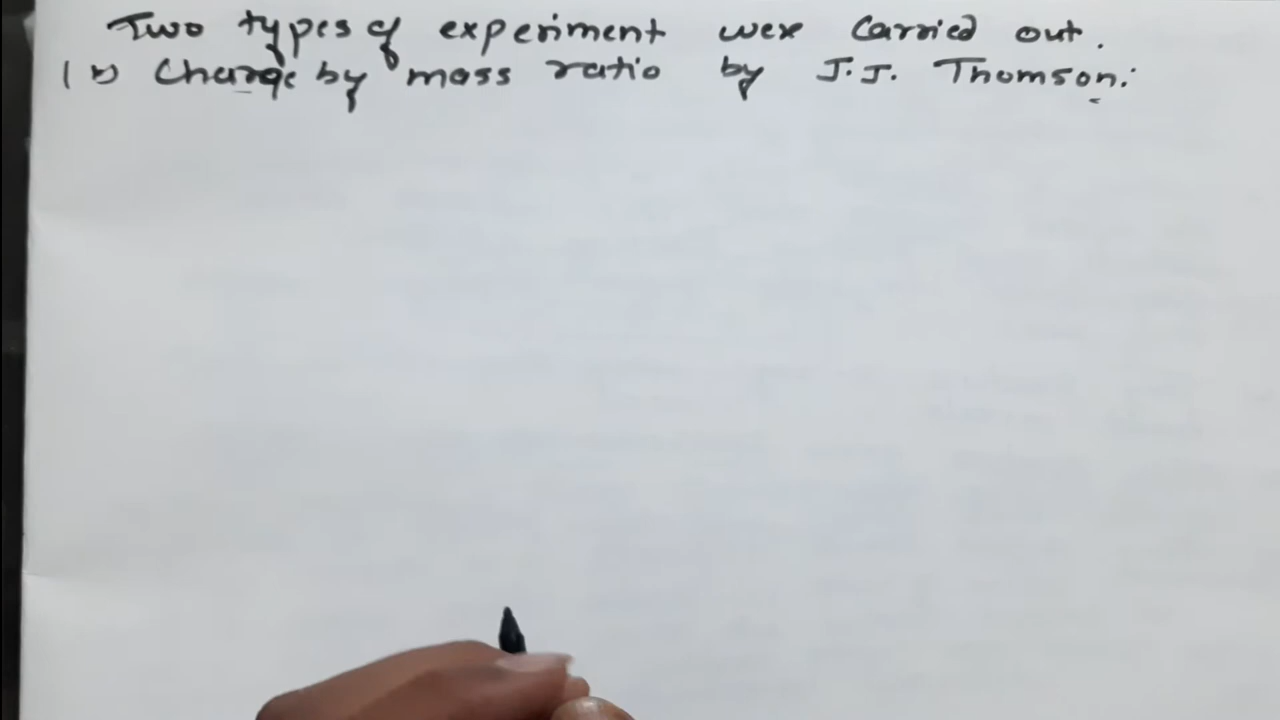 Two types of experiment were carried out.
(1) Charge by mass ratio by J.J. Thomson: